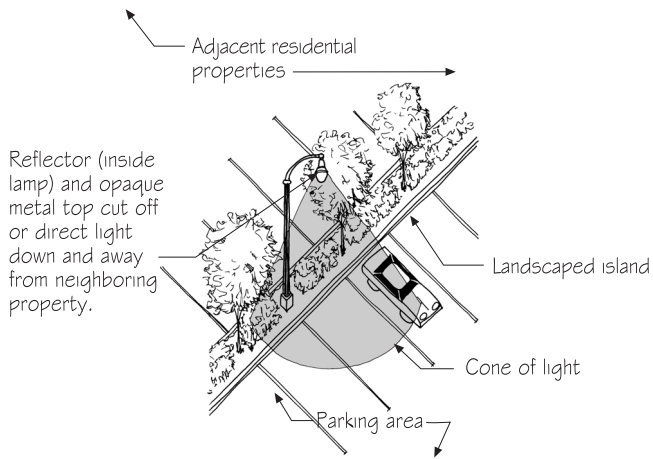 Adjacent residential
properties
Reflector (inside
lamp) and opaque
metal top cut off
or direct light
down and away
from neighboring
property.
Landscaped island
Cone of light
Parking area